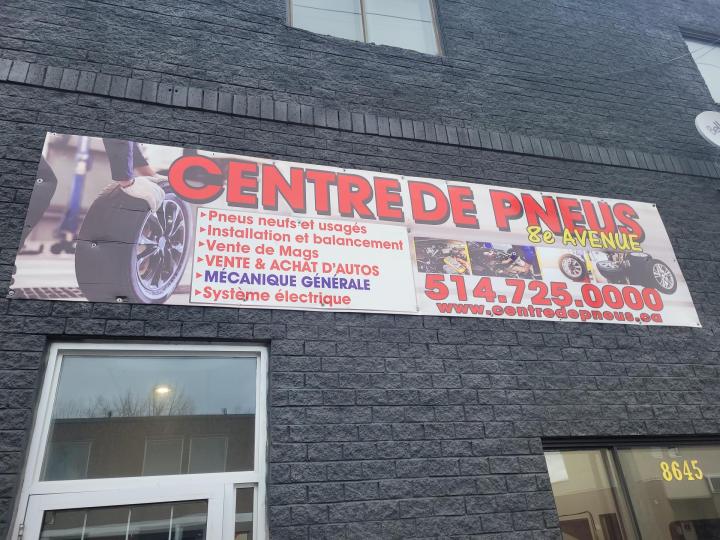 CENTRE DE PNEUS
8e AVENUE
Pneus neufs et usagés
Installation et balancement
Vente de Mags
VENTE & ACHAT D'AUTOS
MÉCANIQUE GÉNÉRALE
Système électrique
514.725.0000
www.centredepneus.ca
Bell
8645